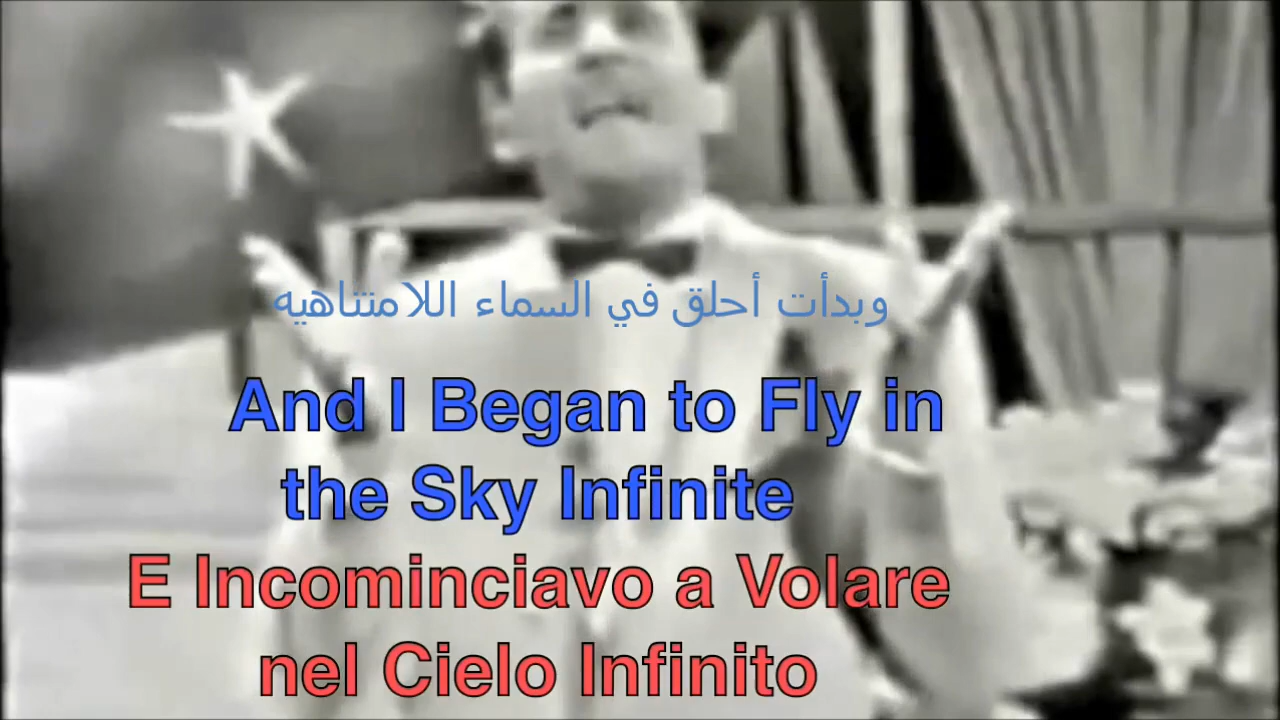 وبدأت أحلق في السماء اللامتناهيه
And I Began to Fly in
the Sky Infinite
E Incominciavo a Volare
nel Cielo Infinito